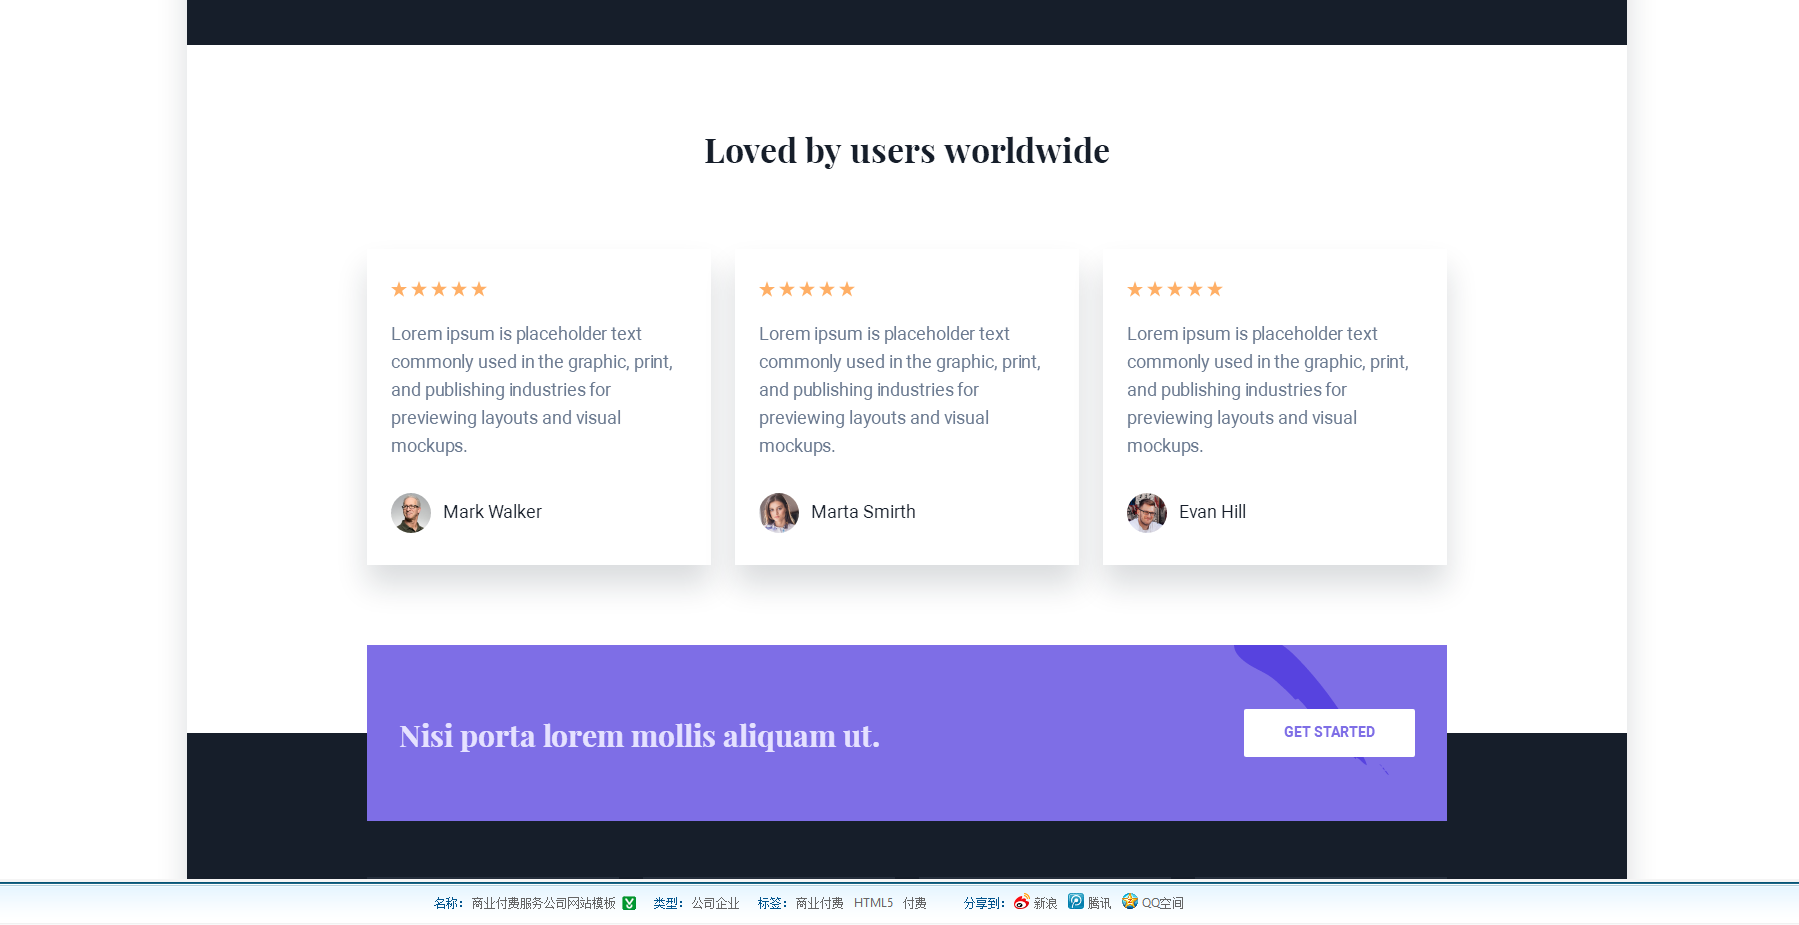 Loved by users worldwide
★★★★★
Lorem ipsum is placeholder text
commonly used in the graphic, print,
and publishing industries for
previewing layouts and visual
mockups.
Mark Walker
★★★★★
Lorem ipsum is placeholder text
commonly used in the graphic, print,
and publishing industries for
previewing layouts and visual
mockups.
Marta Smirth
★★★★★
Lorem ipsum is placeholder text
commonly used in the graphic, print,
and publishing industries for
previewing layouts and visual
mockups.
Evan Hill
Nisi porta lorem mollis aliquam ut.
GET STARTED
名称：商业付费服务公司网站模板 类型：公司企业 标签：商业付费 HTML5 付费 分享到：新浪 腾讯 QQ空间